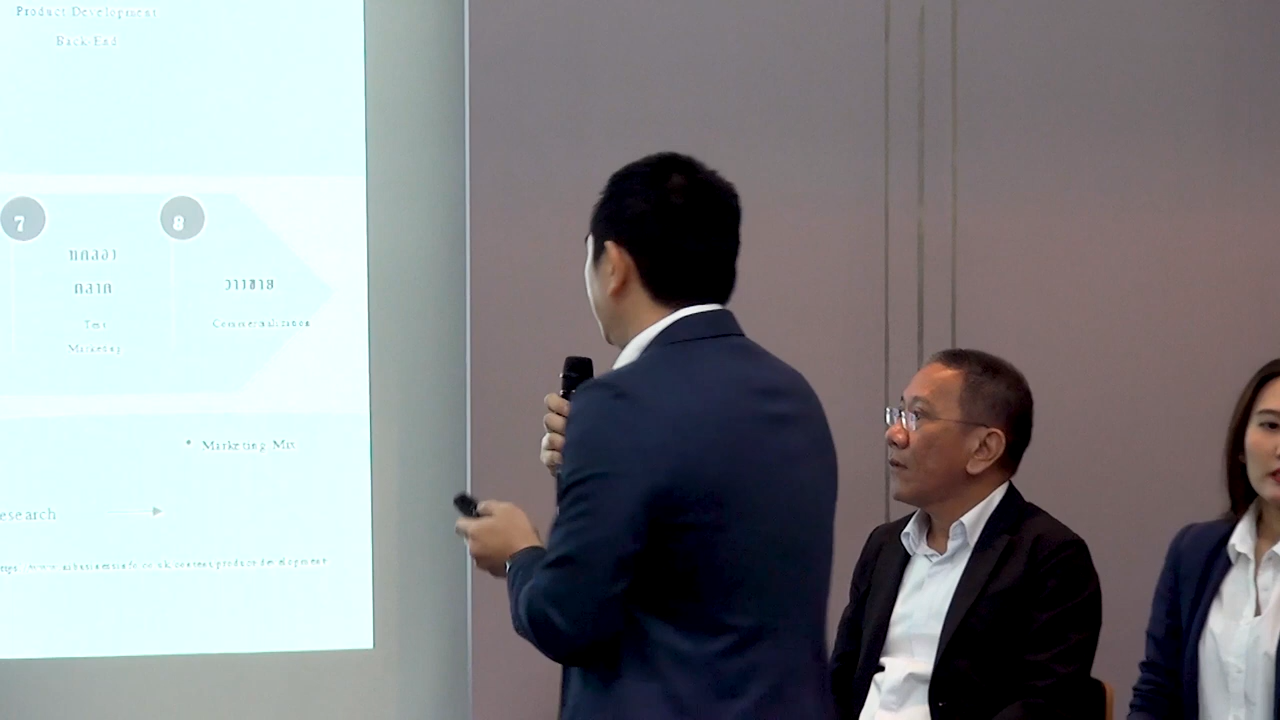 Product Development
Back-End
7
ทดลอง
ตลาด
Test
Marketing
8
วางขาย
Commercialization
• Marketing Mix
esearch